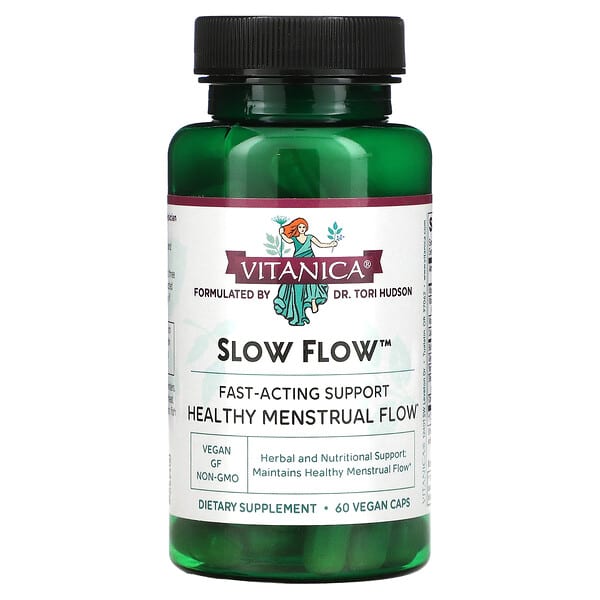 VITANICA®
FORMULATED BY DR. TORI HUDSON
SLOW FLOW™
FAST-ACTING SUPPORT
HEALTHY MENSTRUAL FLOW*
VEGAN
GF
NON-GMO
Herbal and Nutritional Support:
Maintains Healthy Menstrual Flow*
DIETARY SUPPLEMENT • 60 VEGAN CAPS